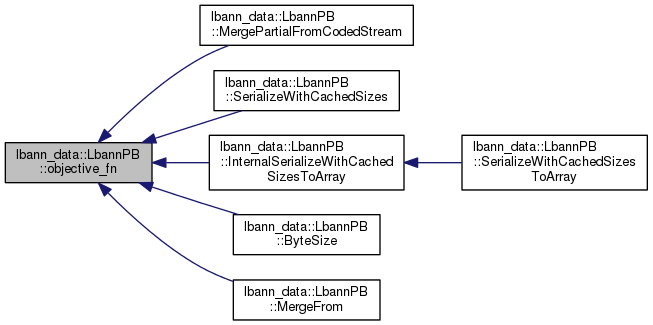 lbann_data::LbannPB
::MergePartialFromCodedStream
lbann_data::LbannPB
::SerializeWithCachedSizes
lbann_data::LbannPB
::objective_fn
lbann_data::LbannPB
::InternalSerializeWithCached
SizesToArray
lbann_data::LbannPB
::SerializeWithCachedSizes
ToArray
lbann_data::LbannPB
::ByteSize
lbann_data::LbannPB
::MergeFrom